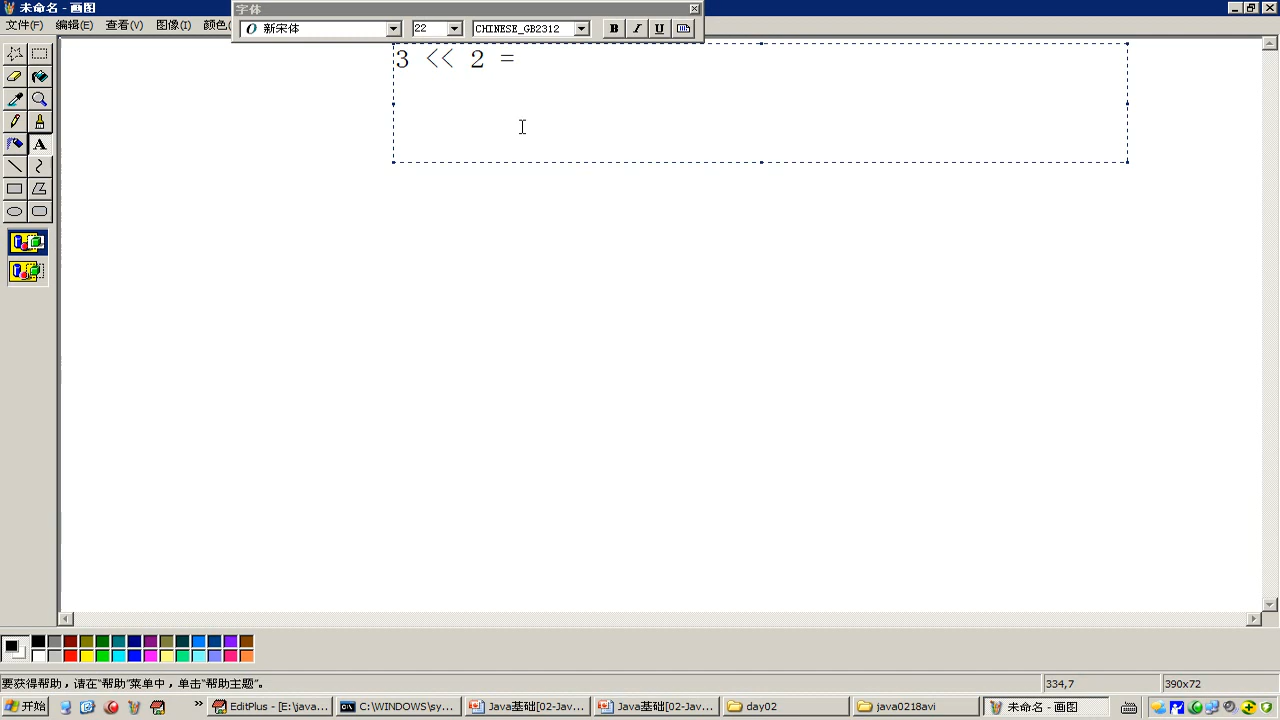 未命名 - 画图
字体
文件(F) 编辑(E) 查看(V) 图像(I) 颜色(
新宋体 22 CHINESE_GB2312 B I U
3 << 2 =
A
要获得帮助，请在“帮助”菜单中，单击“帮助主题”。 334,7 390x72
开始 » EditPlus - [E:\java... C:\WINDOWS\sy... Java基础[02-Jav... Java基础[02-Jav... day02 java0218avi 未命名 - 画图